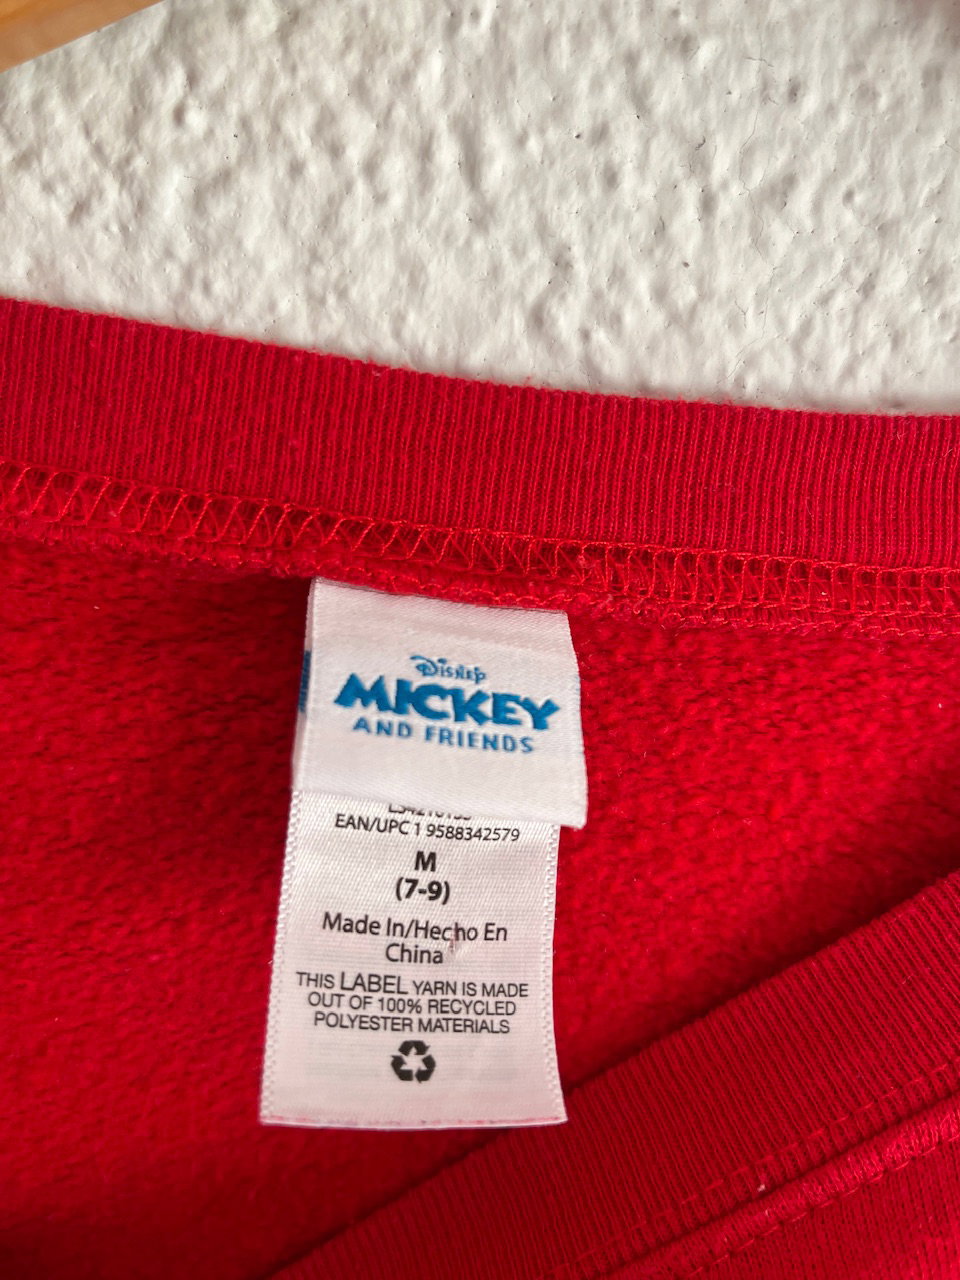 Disney
MICKEY
AND FRIENDS
EAN/UPC 1 9588342579
M
(7-9)
Made In/Hecho En
China
THIS LABEL YARN IS MADE
OUT OF 100% RECYCLED
POLYESTER MATERIALS